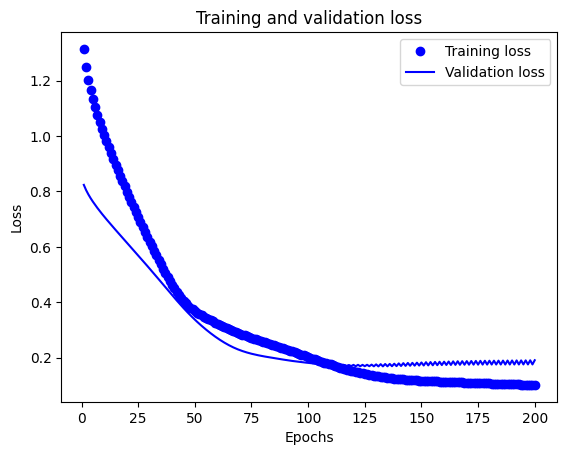 Training and validation loss
Training loss
Validation loss
1.2
1.0
0.8
0.6
0.4
0.2
Loss
0 25 50 75 100 125 150 175 200
Epochs